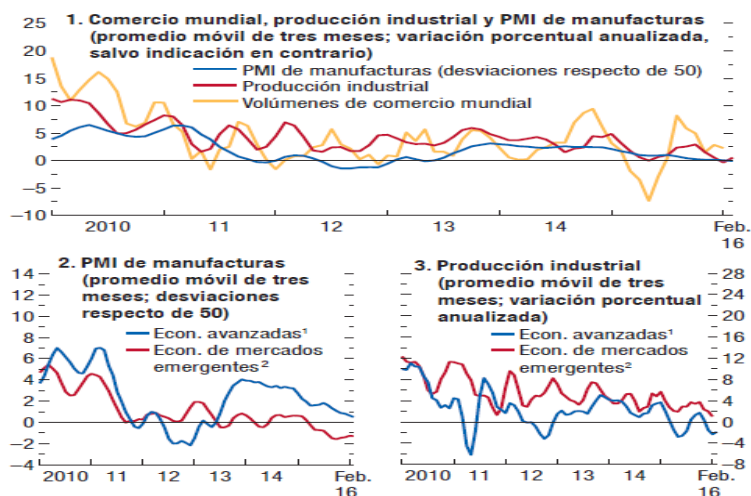 1. Comercio mundial, producción industrial y PMI de manufacturas
(promedio móvil de tres meses; variación porcentual anualizada,
salvo indicación en contrario)
PMI de manufacturas (desviaciones respecto de 50)
Producción industrial
Volúmenes de comercio mundial
25
20
15
10
5
0
–5
–10
2010 11 12 13 14 Feb.
16
2. PMI de manufacturas
(promedio móvil de tres
meses; desviaciones
respecto de 50)
Econ. avanzadas¹
Econ. de mercados
emergentes²
14
12
10
8
6
4
2
0
–2
–4
2010 11 12 13 14 Feb.
16
3. Producción industrial
(promedio móvil de tres
meses; variación porcentual
anualizada)
Econ. avanzadas¹
Econ. de mercados
emergentes²
28
24
20
16
12
8
4
0
–4
–8
2010 11 12 13 14 Feb.
16